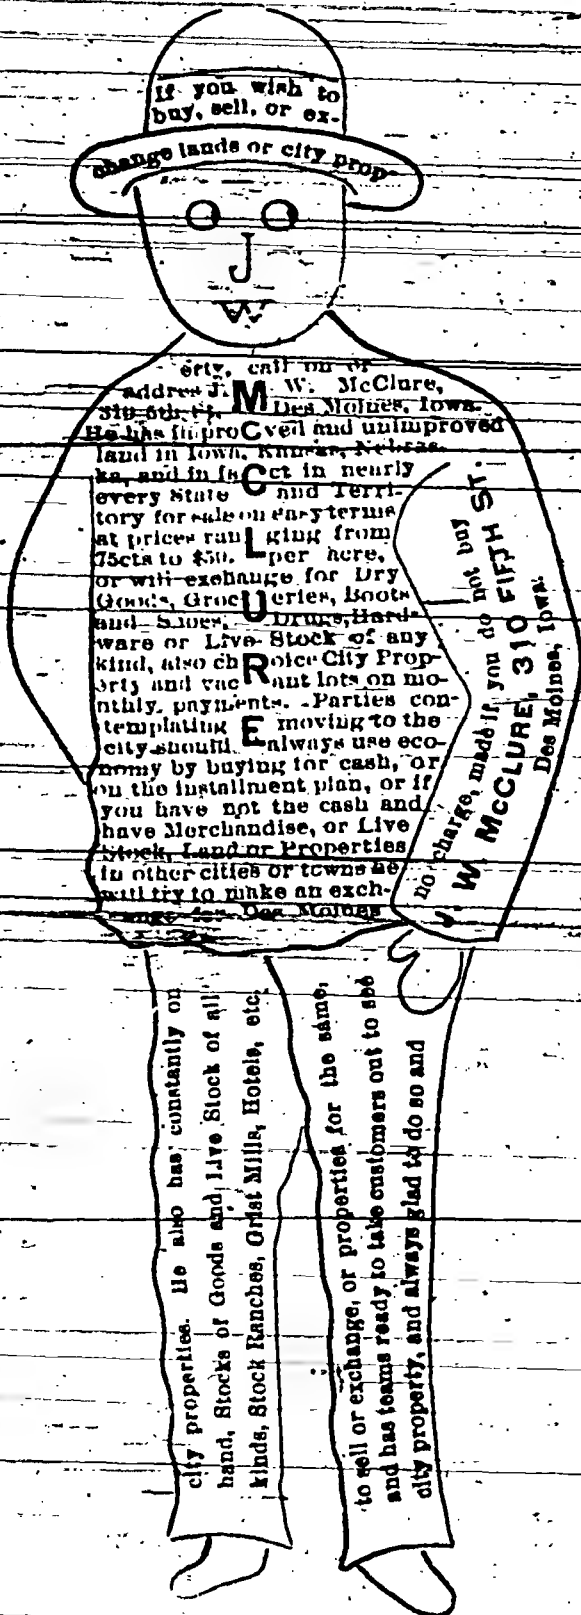 If you wish to
buy, sell, or ex-
change lands or city prop-
J
W
erty, call on or
addres J. M W. McClure,
310 5th St. Des Moines, Iowa.
He has improCved and unimproved
land in Iowa, Kansas, Nebras-
ka, and in faCct in nearly
every State and Terri-
tory for sale on easy terms
at prices ranLging from
75cts to $50. per acre,
or will exchange for Dry
Goods, GrocUeries, Boots
and Shoes, Drugs, Hard-
ware or Live Stock of any
kind, also chRoice City Prop-
erty and vacant lots on mo-
nthly payments. Parties con-
templating E moving to the
city should always use eco-
nomy by buying for cash, or
on the installment plan, or if
you have not the cash and
have Merchandise, or Live
Stock, Land or Properties
in other cities or towns he
will try to make an exch-
ange for Des Moines
city properties. He also has constantly on
hand, Stocks of Goods and Live Stock of all
kinds, Stock Ranches, Grist Mills, Hotels, etc,
to sell or exchange, or properties for the same,
and has teams ready to take customers out to see
city property, and always glad to do so and
no charge, made if you do not buy
J. W. McCLURE, 310 FIFTH ST.
Des Moines, Iowa.